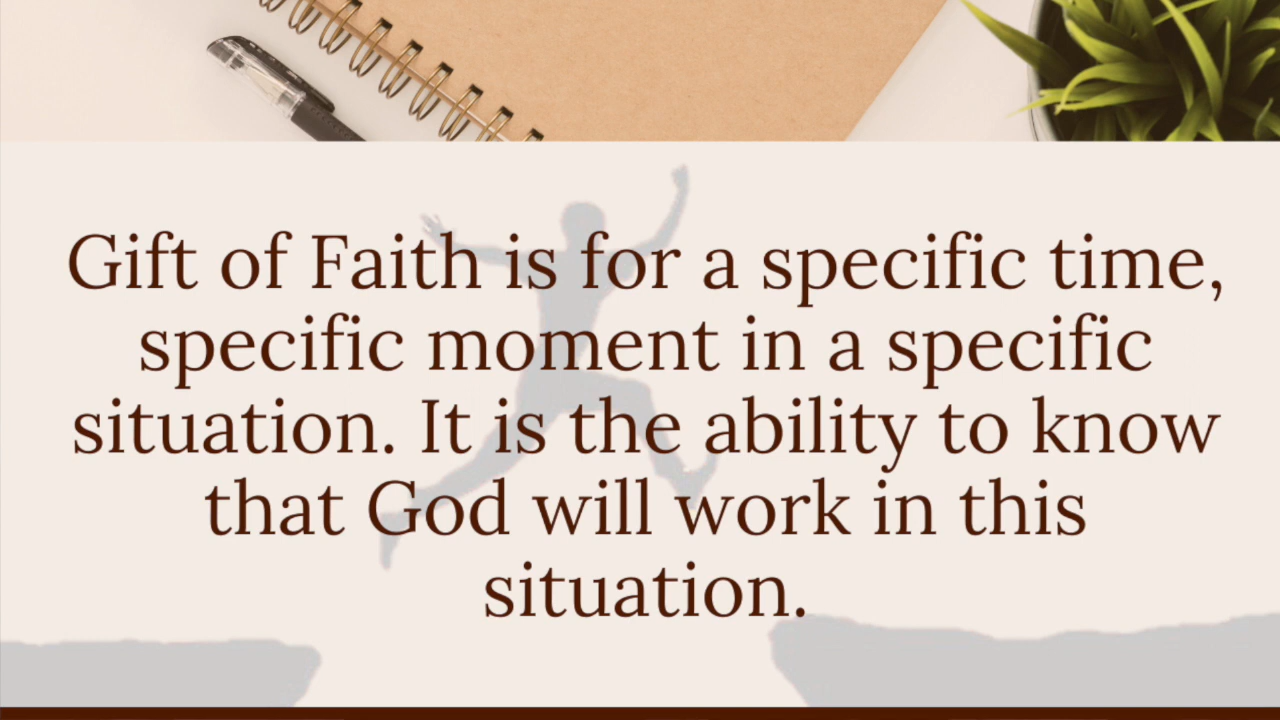 Gift of Faith is for a specific time,
specific moment in a specific
situation. It is the ability to know
that God will work in this
situation.